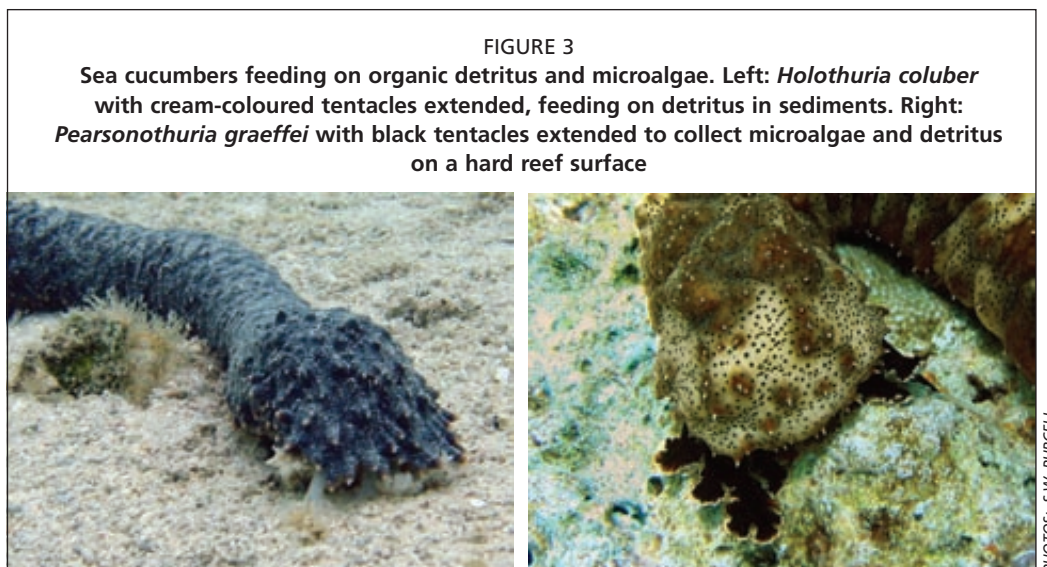 FIGURE 3
Sea cucumbers feeding on organic detritus and microalgae. Left: Holothuria coluber
with cream-coloured tentacles extended, feeding on detritus in sediments. Right:
Pearsonothuria graeffei with black tentacles extended to collect microalgae and detritus
on a hard reef surface
PHOTOS: S.W. PURCELL